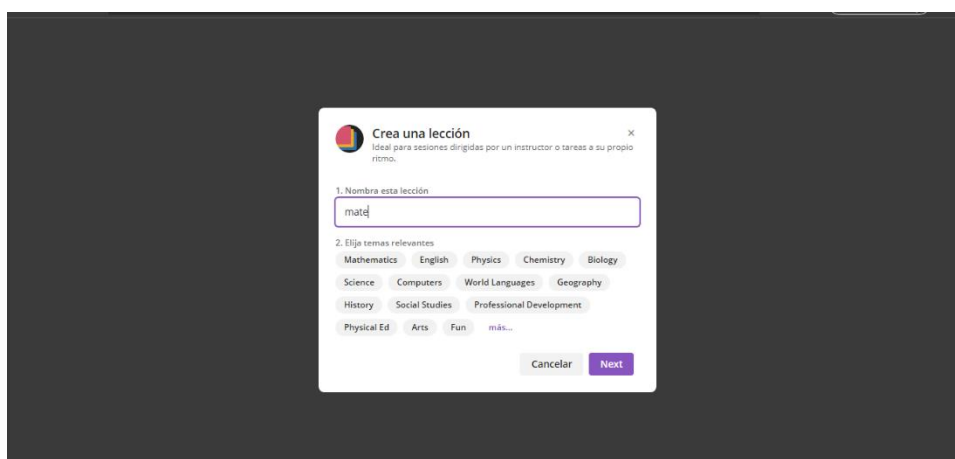 Crea una lección
×
Ideal para sesiones dirigidas por un instructor o tareas a su propio
ritmo.
1. Nombra esta lección
mate
2. Elija temas relevantes
Mathematics English Physics Chemistry Biology
Science Computers World Languages Geography
History Social Studies Professional Development
Physical Ed Arts Fun más...
Cancelar Next